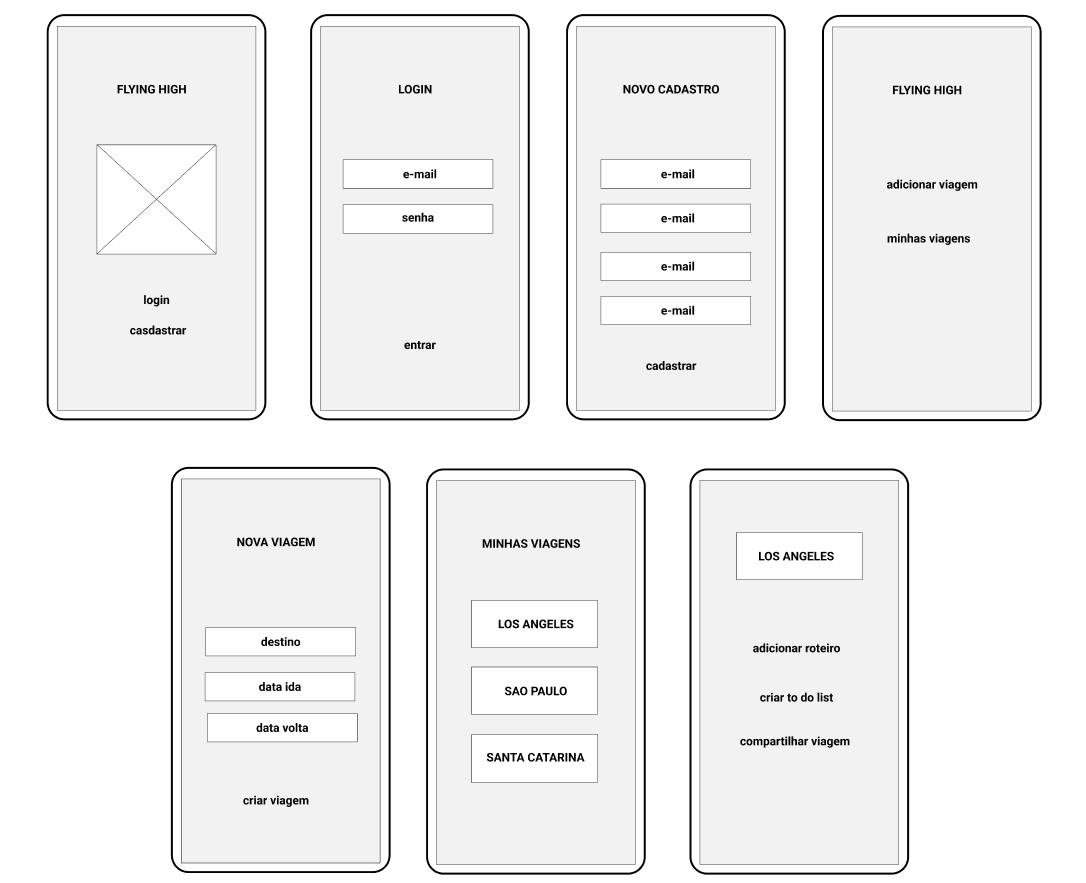 FLYING HIGH
login
casdastrar
LOGIN
e-mail
senha
entrar
NOVO CADASTRO
e-mail
e-mail
e-mail
e-mail
cadastrar
FLYING HIGH
adicionar viagem
minhas viagens
NOVA VIAGEM
destino
data ida
data volta
criar viagem
MINHAS VIAGENS
LOS ANGELES
SAO PAULO
SANTA CATARINA
LOS ANGELES
adicionar roteiro
criar to do list
compartilhar viagem